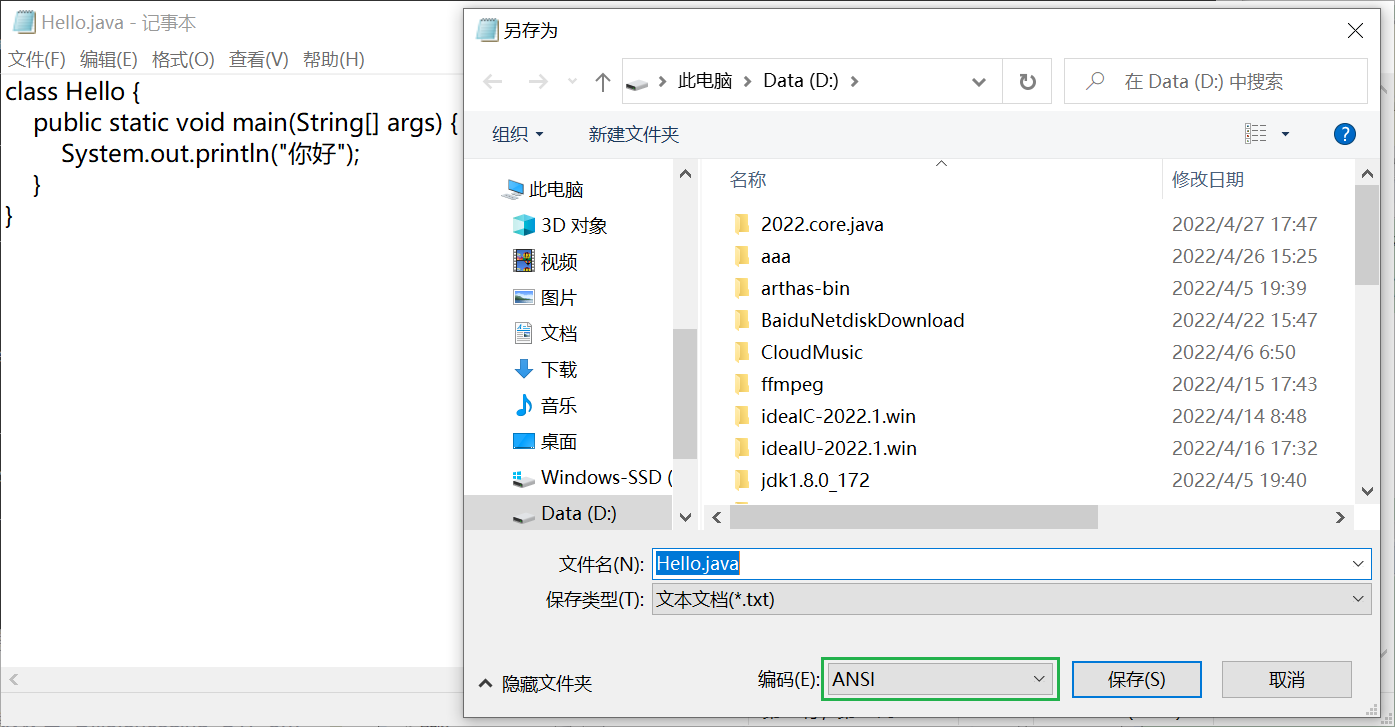 Hello.java - 记事本
文件(F) 编辑(E) 格式(O) 查看(V) 帮助(H)
class Hello {
    public static void main(String[] args) {
        System.out.println("你好");
    }
}
另存为
此电脑 > Data (D:) >
在 Data (D:) 中搜索
组织
新建文件夹
此电脑
3D 对象
视频
图片
文档
下载
音乐
桌面
Windows-SSD (
Data (D:)
名称 修改日期
2022.core.java 2022/4/27 17:47
aaa 2022/4/26 15:25
arthas-bin 2022/4/5 19:39
BaiduNetdiskDownload 2022/4/22 15:47
CloudMusic 2022/4/6 6:50
ffmpeg 2022/4/15 17:43
idealC-2022.1.win 2022/4/14 8:48
idealU-2022.1.win 2022/4/16 17:32
jdk1.8.0_172 2022/4/5 19:40
文件名(N): Hello.java
保存类型(T): 文本文档(*.txt)
隐藏文件夹
编码(E): ANSI
保存(S)
取消